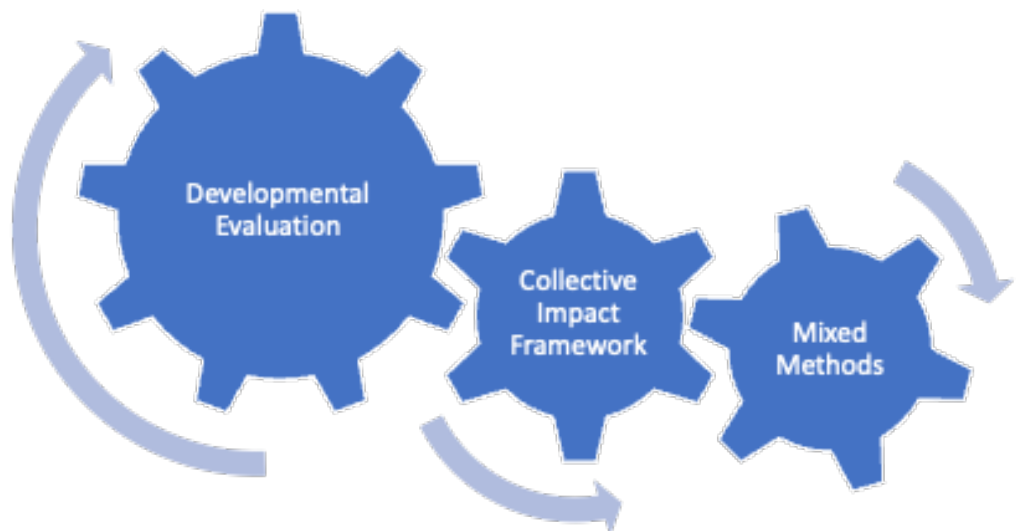 Developmental
Evaluation
Collective
Impact
Framework
Mixed
Methods